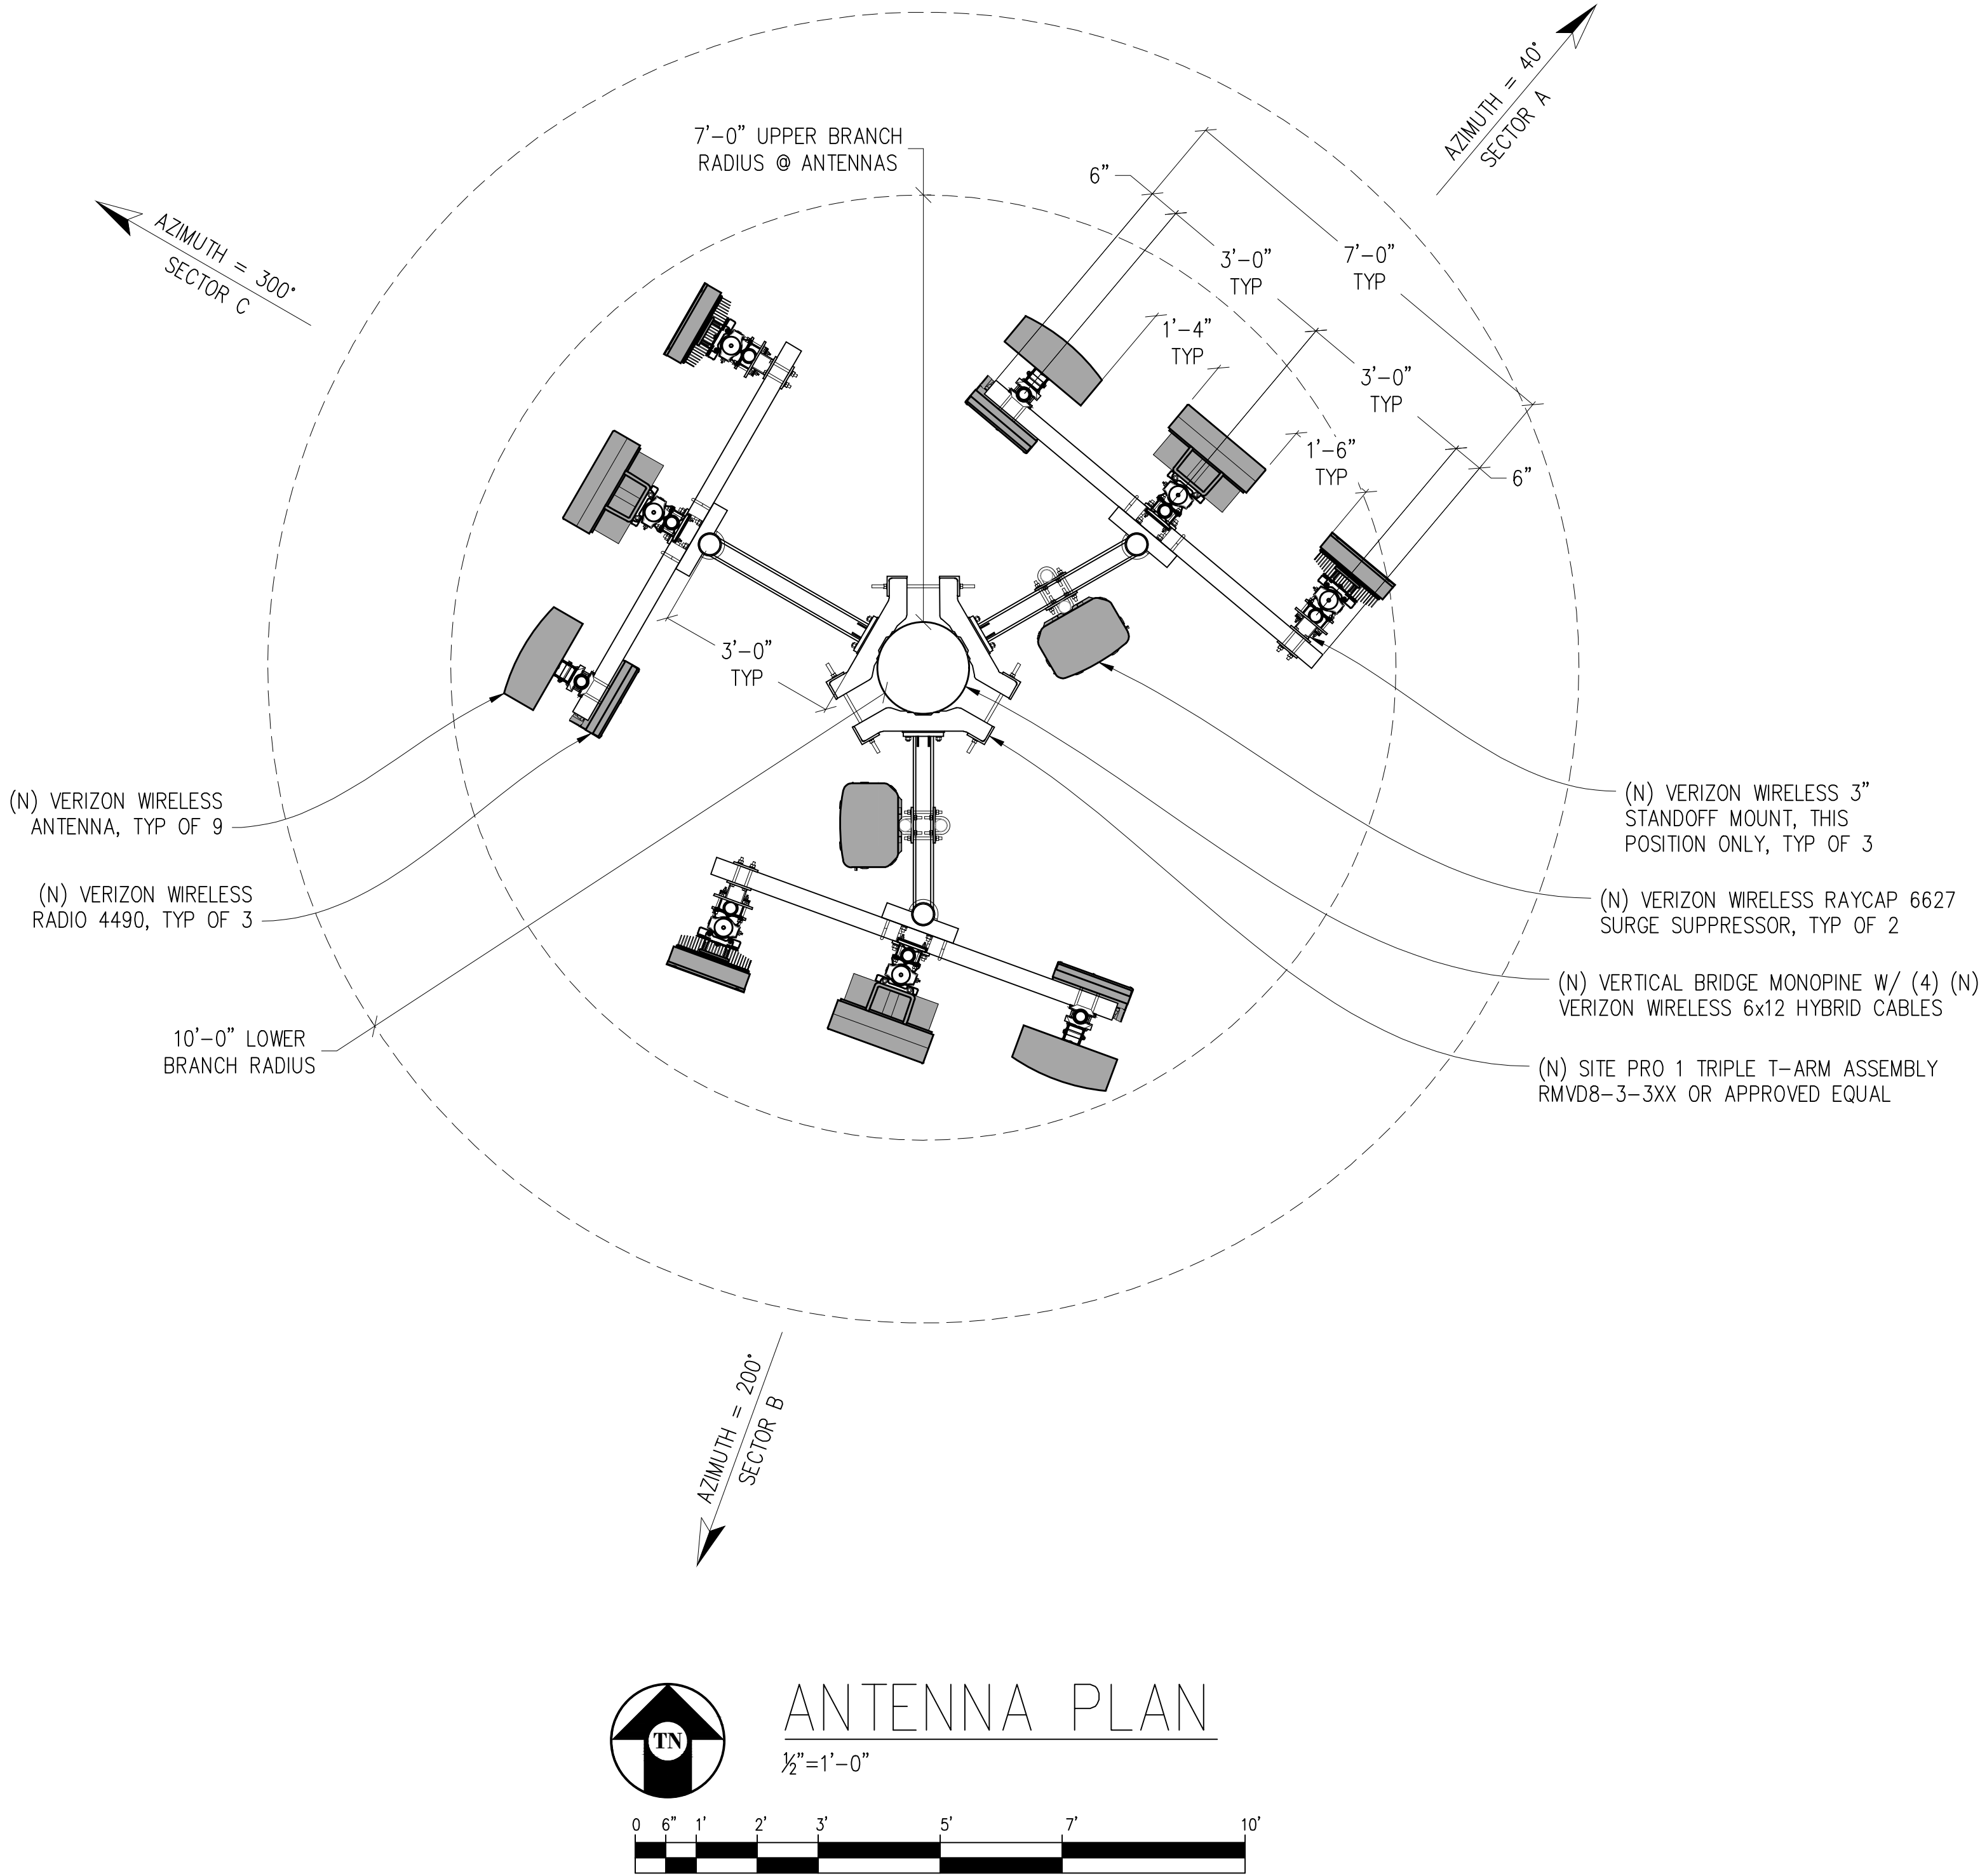 7'-0" UPPER BRANCH
RADIUS @ ANTENNAS
AZIMUTH = 40°
SECTOR A
6"
3'-0"
TYP
7'-0"
TYP
1'-4"
TYP
3'-0"
TYP
1'-6"
TYP
6"
AZIMUTH = 300°
SECTOR C
3'-0"
TYP
(N) VERIZON WIRELESS
ANTENNA, TYP OF 9
(N) VERIZON WIRELESS
RADIO 4490, TYP OF 3
10'-0" LOWER
BRANCH RADIUS
(N) VERIZON WIRELESS 3"
STANDOFF MOUNT, THIS
POSITION ONLY, TYP OF 3
(N) VERIZON WIRELESS RAYCAP 6627
SURGE SUPPRESSOR, TYP OF 2
(N) VERTICAL BRIDGE MONOPINE W/ (4) (N)
VERIZON WIRELESS 6x12 HYBRID CABLES
(N) SITE PRO 1 TRIPLE T-ARM ASSEMBLY
RMVD8-3-3XX OR APPROVED EQUAL
AZIMUTH = 200°
SECTOR B
TN
ANTENNA PLAN
½"=1'-0"
0 6" 1' 2' 3' 5' 7' 10'